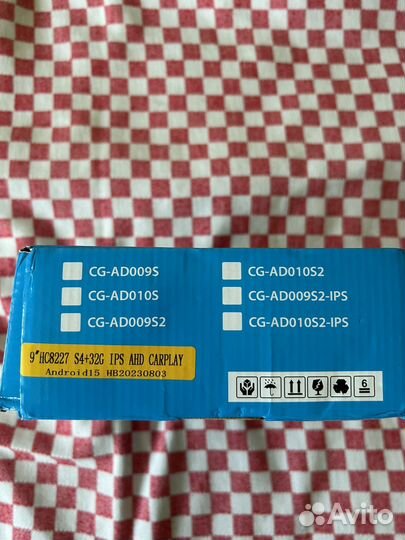 CG-AD009S
CG-AD010S2
CG-AD010S
CG-AD009S2-IPS
CG-AD009S2
CG-AD010S2-IPS
9"HC8227 S4+32G IPS AHD CARPLAY
Android15 HB20230803
6
Avito